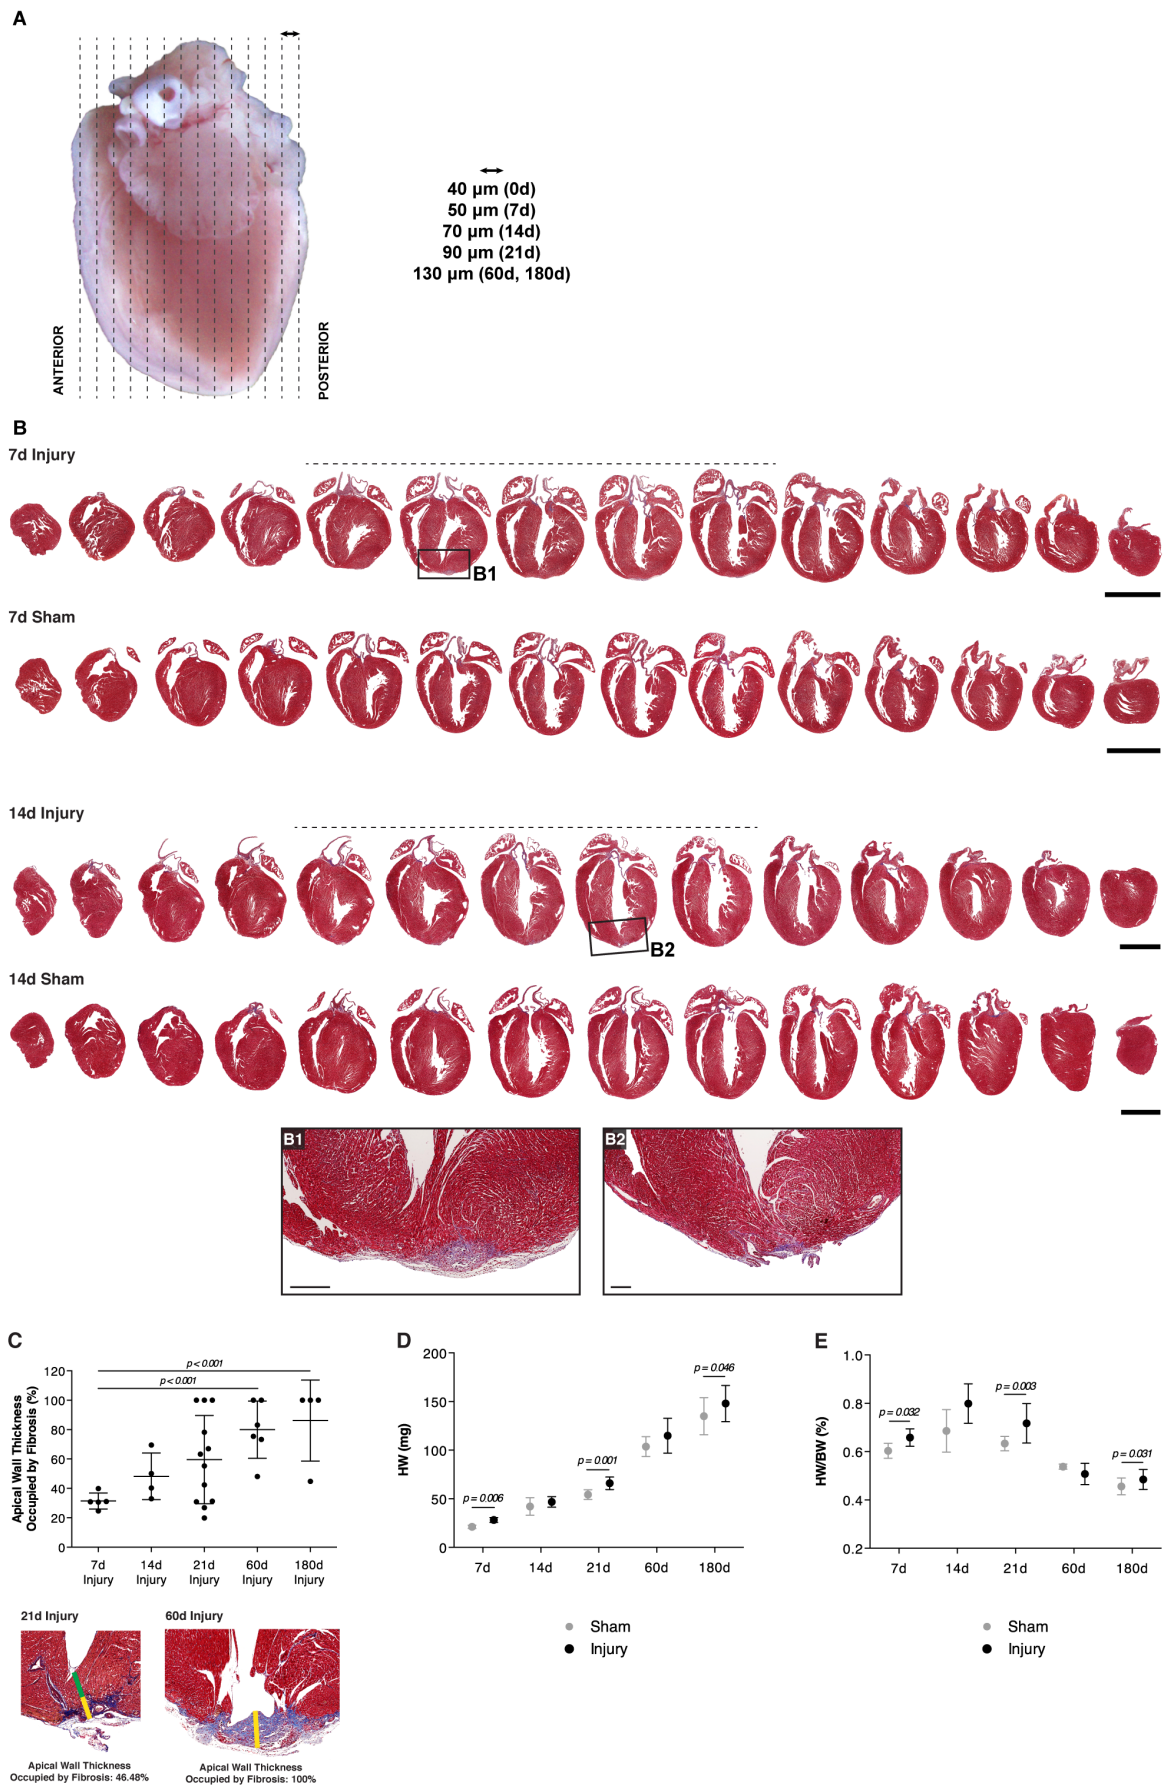 A
40 µm (0d)
50 µm (7d)
70 µm (14d)
90 µm (21d)
130 µm (60d, 180d)
ANTERIOR
POSTERIOR
B
7d Injury
B1
7d Sham
14d Injury
B2
14d Sham
B1
B2
C
Apical Wall Thickness
Occupied by Fibrosis (%)
120
100
80
60
40
20
0
p < 0.001
p < 0.001
7d
Injury
14d
Injury
21d
Injury
60d
Injury
180d
Injury
21d Injury
60d Injury
Apical Wall Thickness
Occupied by Fibrosis: 46.48%
Apical Wall Thickness
Occupied by Fibrosis: 100%
D
HW (mg)
200
150
100
50
0
p = 0.006
p = 0.001
p = 0.046
7d
14d
21d
60d
180d
Sham
Injury
E
HW/BW (%)
1.0
0.8
0.6
0.4
0.2
p = 0.032
p = 0.003
p = 0.031
7d
14d
21d
60d
180d
Sham
Injury